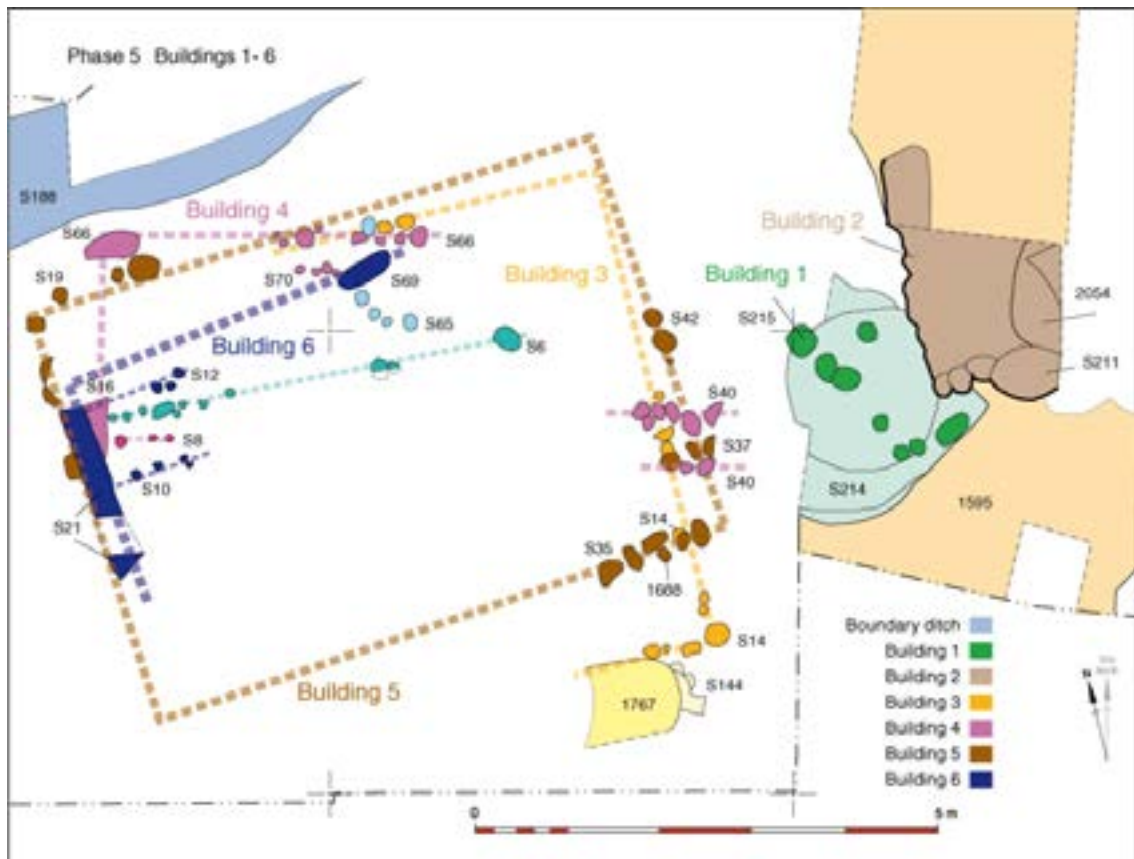 Phase 5 Buildings 1-6
S188
Building 4
S66
S66
S19
S70
S69
Building 3
Building 2
Building 1
S215
2054
S65
S42
S6
Building 6
S12
S16
S211
S40
S8
S37
S10
S40
S214
1595
S21
S14
S35
1688
S14
Building 5
S144
1767
Boundary ditch
Building 1
Building 2
Building 3
Building 4
Building 5
Building 6
N
0
5 m